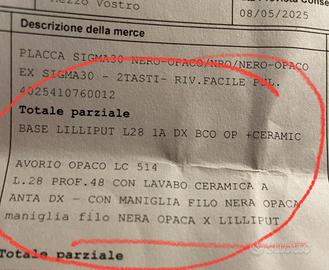 Mezzo Vostro
08/05/2025
Descrizione della merce
PLACCA SIGMA30 NERO-OPACO/NRO/NERO-OPACO
EX SIGMA30 - 2TASTI- RIV.FACILE PUL.
4025410760012
Totale parziale
BASE LILLIPUT L28 1A DX BCO OP +CERAMIC
AVORIO OPACO LC 514
L.28 PROF.48 CON LAVABO CERAMICA A
ANTA DX - CON MANIGLIA FILO NERA OPACA
maniglia filo NERA OPACA X LILLIPUT
Totale parziale